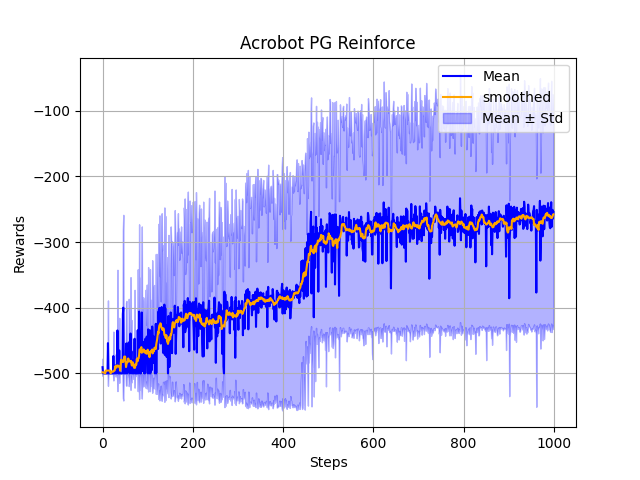 Acrobot PG Reinforce
Mean
smoothed
Mean ± Std
Rewards
−100
−200
−300
−400
−500
0 200 400 600 800 1000
Steps